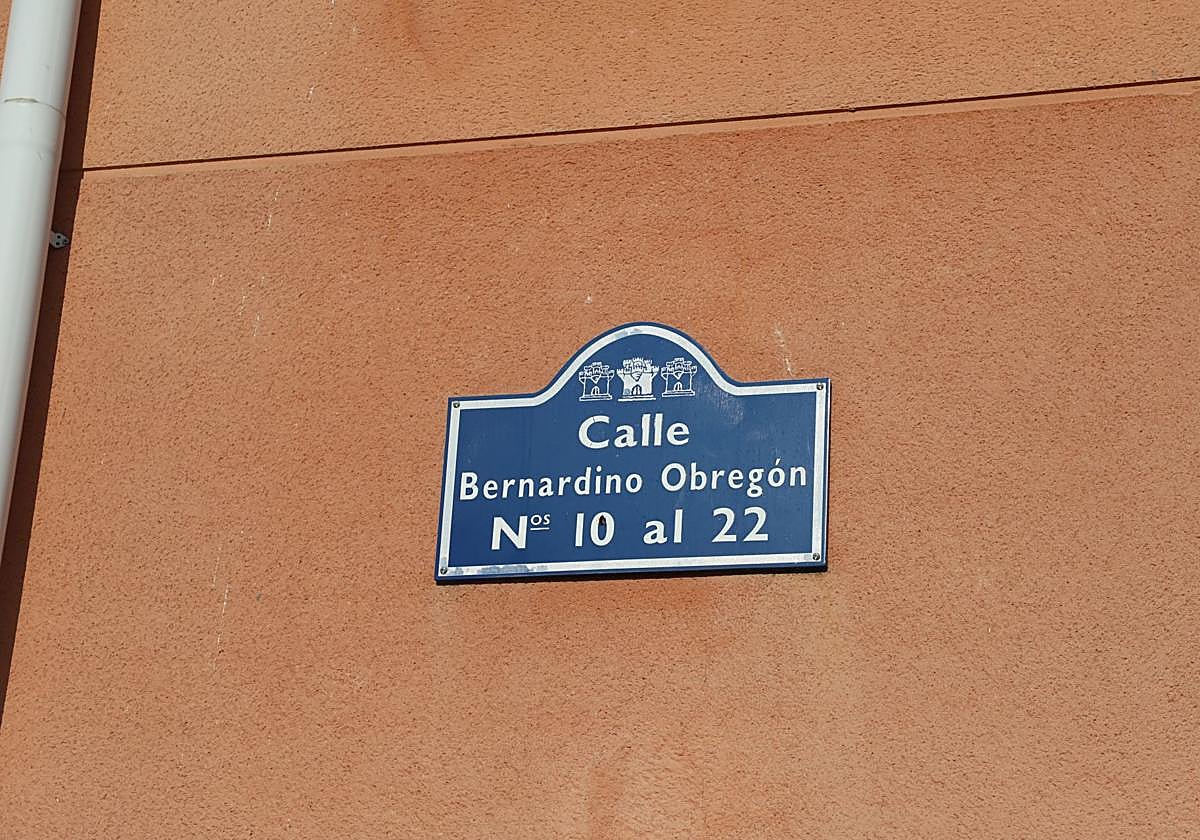 Calle
Bernardino Obregón
Nos 10 al 22